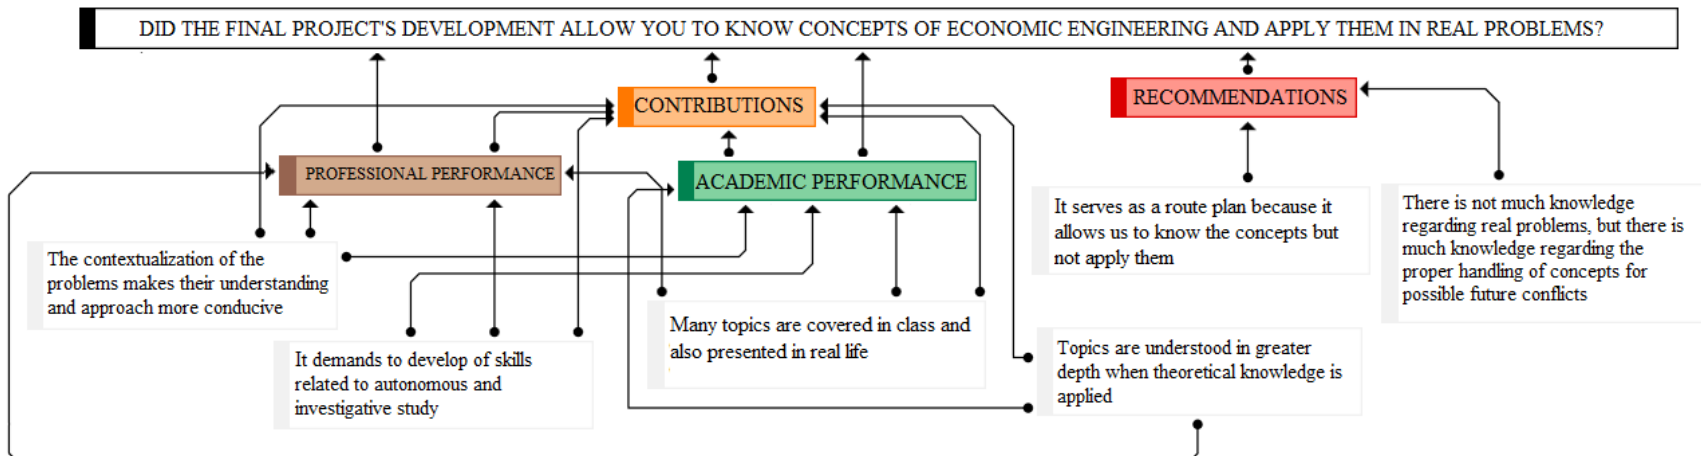 DID THE FINAL PROJECT'S DEVELOPMENT ALLOW YOU TO KNOW CONCEPTS OF ECONOMIC ENGINEERING AND APPLY THEM IN REAL PROBLEMS?
CONTRIBUTIONS
RECOMMENDATIONS
PROFESSIONAL PERFORMANCE
ACADEMIC PERFORMANCE
It serves as a route plan because it
allows us to know the concepts but
not apply them
There is not much knowledge
regarding real problems, but there is
much knowledge regarding the
proper handling of concepts for
possible future conflicts
The contextualization of the
problems makes their understanding
and approach more conducive
Many topics are covered in class and
also presented in real life
It demands to develop of skills
related to autonomous and
investigative study
Topics are understood in greater
depth when theoretical knowledge is
applied